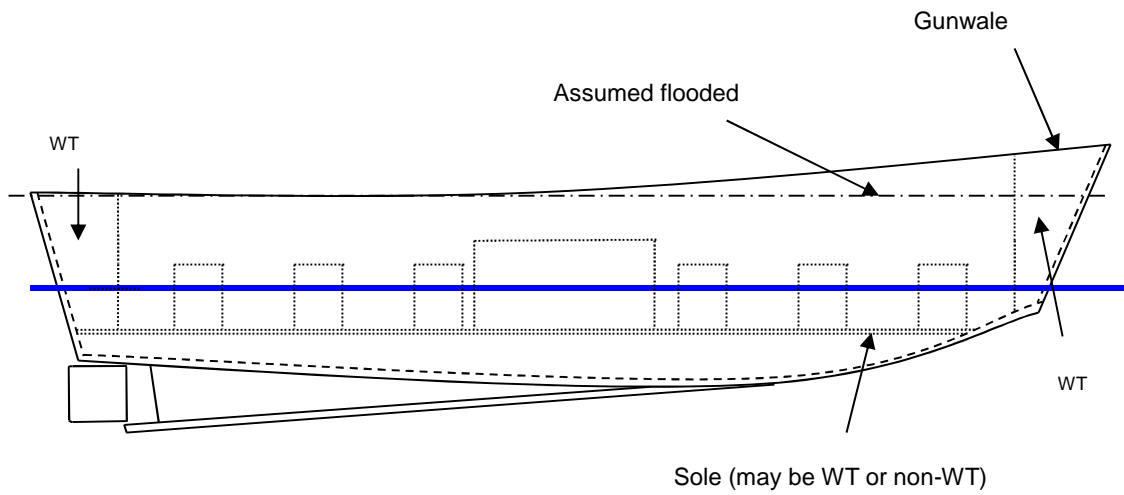 Gunwale
Assumed flooded
WT
WT
Sole (may be WT or non-WT)